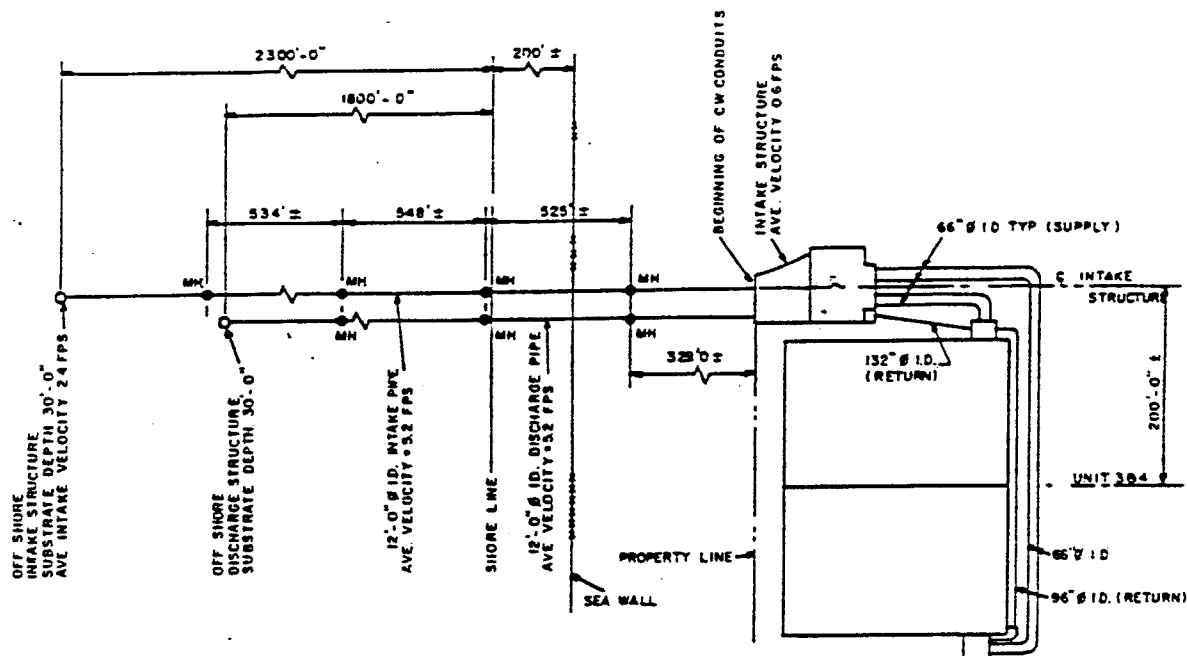 2300'-0"
200' ±
1800'-0"
534' ±
548' ±
525' ±
BEGINNING OF CW CONDUITS
INTAKE STRUCTURE
AVE. VELOCITY 0.6 FPS
66" Ø I.D TYP (SUPPLY)
℄ INTAKE
STRUCTURE
MH
MH
MH
MH
MH
MH
MH
329'0 ±
132" Ø I.D.
(RETURN)
200'-0" ±
OFF SHORE
INTAKE STRUCTURE
SUBSTRATE DEPTH 30'-0"
AVE INTAKE VELOCITY 2.4 FPS
OFF SHORE
DISCHARGE STRUCTURE
SUBSTRATE DEPTH 30'-0"
12'-0" Ø I.D. INTAKE PIPE
AVE. VELOCITY = 5.2 FPS
SHORE LINE
12'-0" Ø I.D. DISCHARGE PIPE
AVE VELOCITY = 5.2 FPS
UNIT 3&4
PROPERTY LINE
SEA WALL
66" Ø I.D
96" Ø I.D. (RETURN)